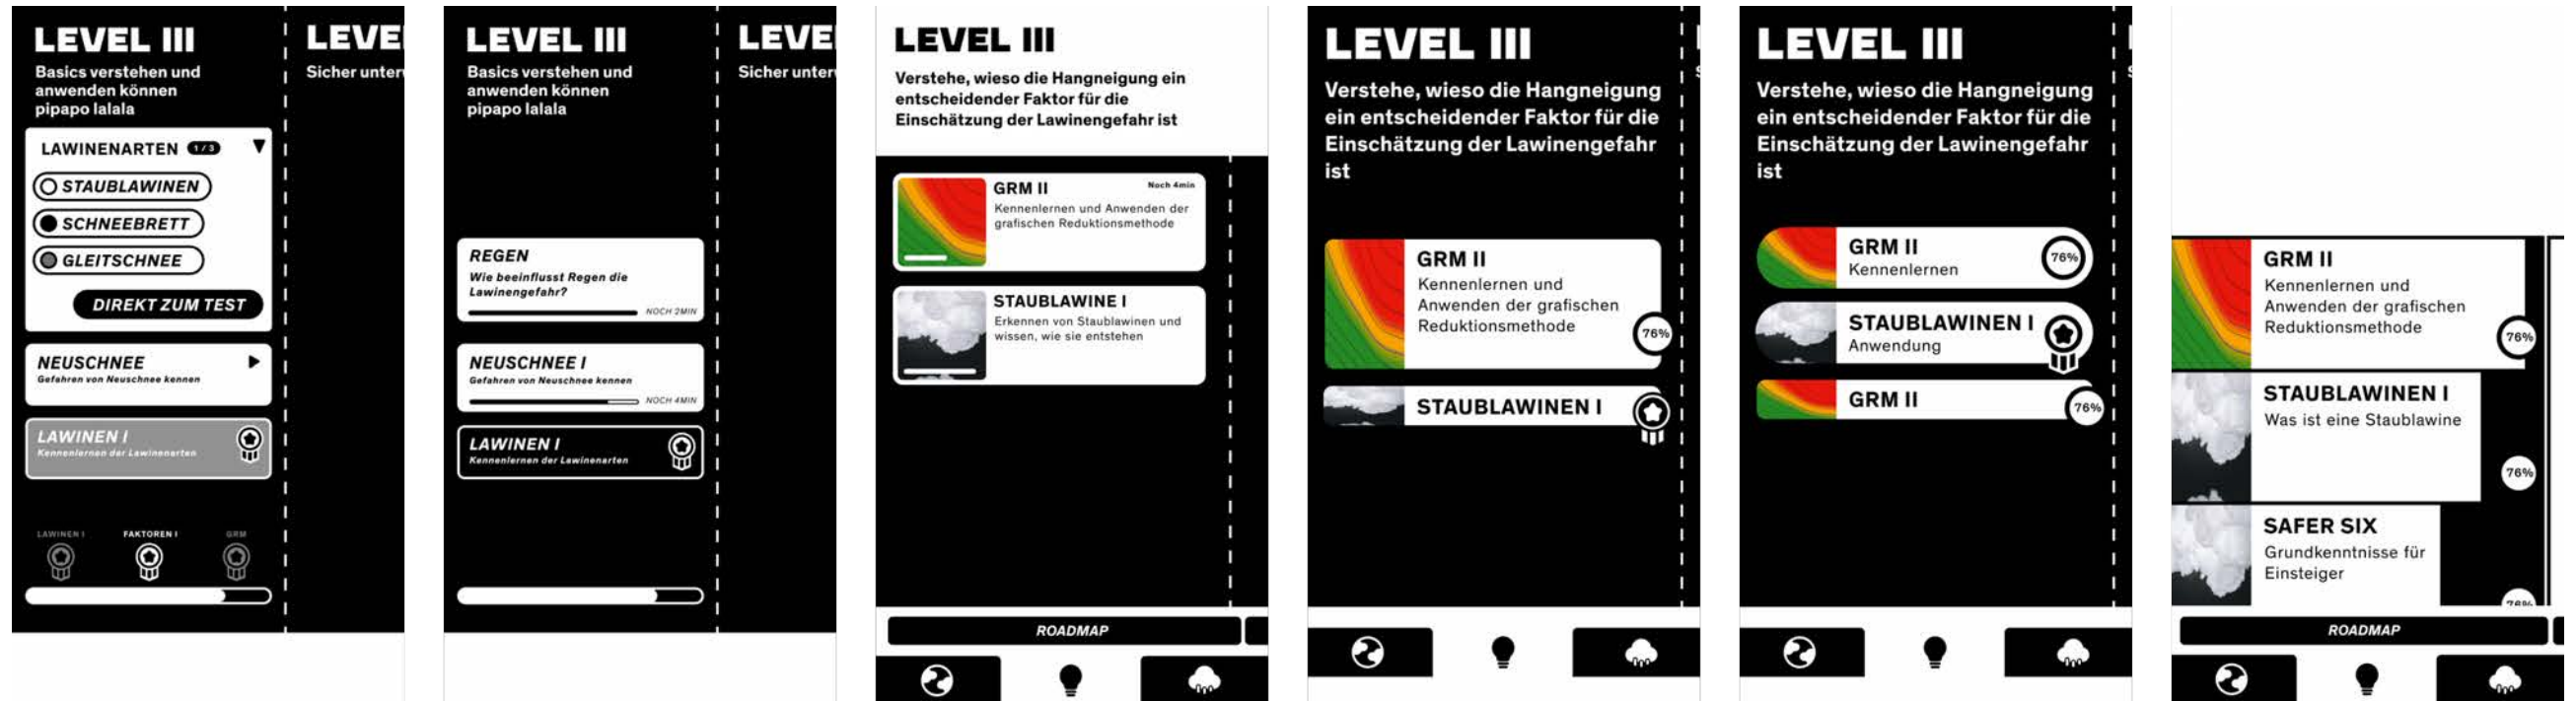 LEVEL III
Basics verstehen und
anwenden können
pipapo lalala
LAWINENARTEN 1/3
STAUBLAWINEN
SCHNEEBRETT
GLEITSCHNEE
DIREKT ZUM TEST
NEUSCHNEE
Gefahren von Neuschnee kennen
LAWINEN I
Kennenlernen der Lawinenarten
LAWINEN I FAKTOREN I GRM
LEVE
Sicher unter
LEVEL III
Basics verstehen und
anwenden können
pipapo lalala
REGEN
Wie beeinflusst Regen die
Lawinengefahr?
NOCH 2MIN
NEUSCHNEE I
Gefahren von Neuschnee kennen
NOCH 4MIN
LAWINEN I
Kennenlernen der Lawinenarten
LEVE
Sicher unter
LEVEL III
Verstehe, wieso die Hangneigung ein
entscheidender Faktor für die
Einschätzung der Lawinengefahr ist
GRM II Noch 4min
Kennenlernen und Anwenden der
grafischen Reduktionsmethode
STAUBLAWINE I
Erkennen von Staublawinen und
wissen, wie sie entstehen
ROADMAP
LEVEL III
Verstehe, wieso die Hangneigung
ein entscheidender Faktor für die
Einschätzung der Lawinengefahr
ist
GRM II
Kennenlernen und
Anwenden der grafischen
Reduktionsmethode
76%
STAUBLAWINEN I
LEVEL III
Verstehe, wieso die Hangneigung
ein entscheidender Faktor für die
Einschätzung der Lawinengefahr
ist
GRM II
Kennenlernen
76%
STAUBLAWINEN I
Anwendung
GRM II
76%
GRM II
Kennenlernen und
Anwenden der grafischen
Reduktionsmethode
76%
STAUBLAWINEN I
Was ist eine Staublawine
76%
SAFER SIX
Grundkenntnisse für
Einsteiger
76%
ROADMAP